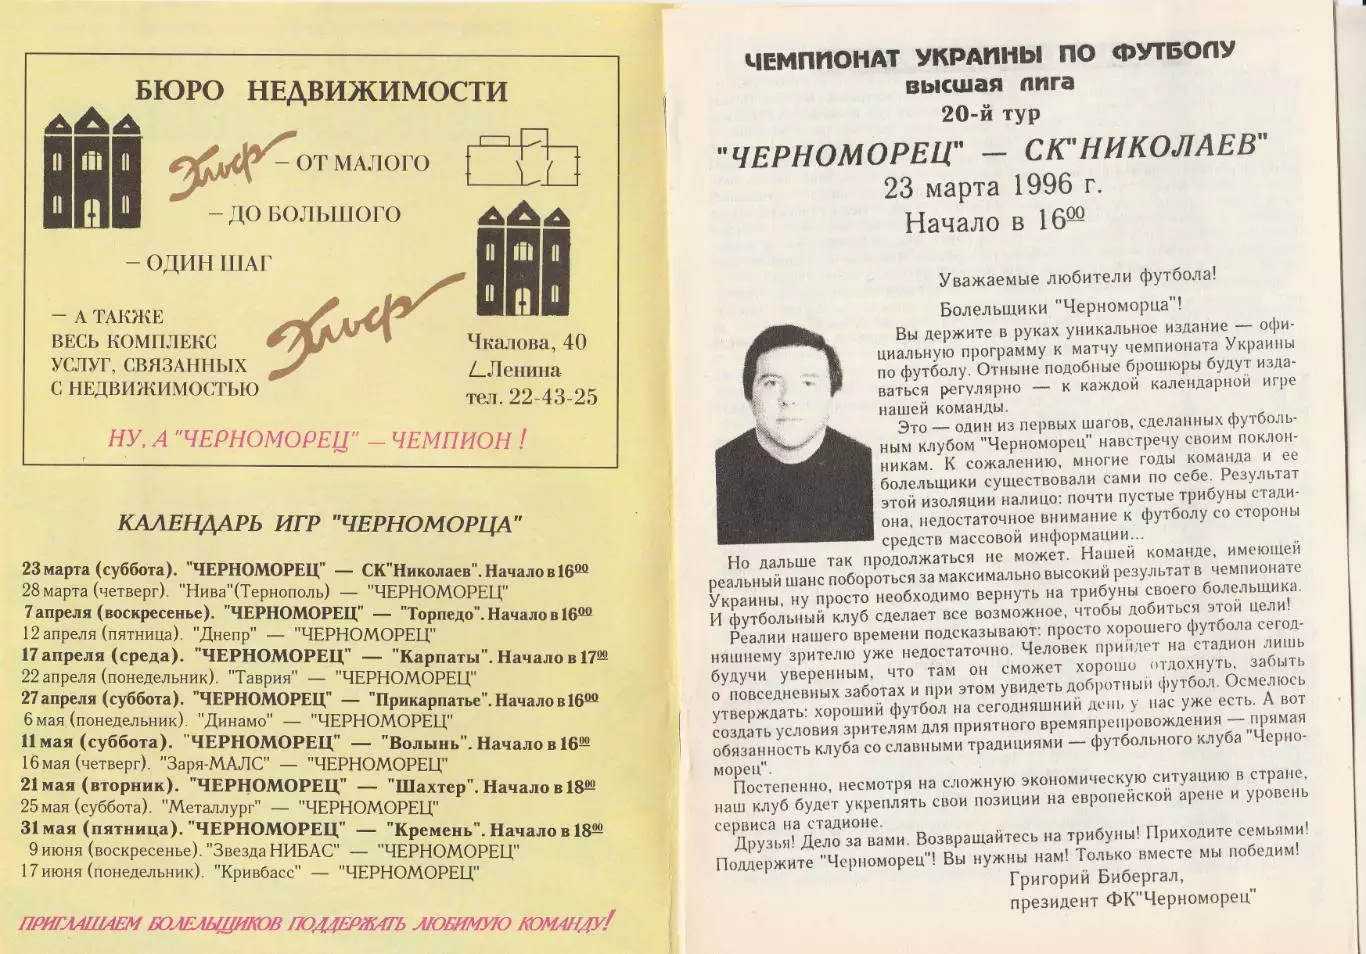 БЮРО НЕДВИЖИМОСТИ
Эльф – ОТ МАЛОГО
– ДО БОЛЬШОГО
– ОДИН ШАГ
– А ТАКЖЕ
ВЕСЬ КОМПЛЕКС
УСЛУГ, СВЯЗАННЫХ
С НЕДВИЖИМОСТЬЮ
Эльф
Чкалова, 40
Ленина
тел. 22-43-25
НУ, А "ЧЕРНОМОРЕЦ" – ЧЕМПИОН !
КАЛЕНДАРЬ ИГР "ЧЕРНОМОРЦА"
23 марта (суббота). "ЧЕРНОМОРЕЦ" — СК"Николаев". Начало в 16⁰⁰
28 марта (четверг). "Нива"(Тернополь) — "ЧЕРНОМОРЕЦ"
7 апреля (воскресенье). "ЧЕРНОМОРЕЦ" — "Торпедо". Начало в 16⁰⁰
12 апреля (пятница). "Днепр" — "ЧЕРНОМОРЕЦ"
17 апреля (среда). "ЧЕРНОМОРЕЦ" — "Карпаты". Начало в 17⁰⁰
22 апреля (понедельник). "Таврия" — "ЧЕРНОМОРЕЦ"
27 апреля (суббота). "ЧЕРНОМОРЕЦ" — "Прикарпатье". Начало в 16⁰⁰
6 мая (понедельник). "Динамо" — "ЧЕРНОМОРЕЦ"
11 мая (суббота). "ЧЕРНОМОРЕЦ" — "Волынь". Начало в 16⁰⁰
16 мая (четверг). "Заря-МАЛС" — "ЧЕРНОМОРЕЦ"
21 мая (вторник). "ЧЕРНОМОРЕЦ" — "Шахтер". Начало в 18⁰⁰
25 мая (суббота). "Металлург" — "ЧЕРНОМОРЕЦ"
31 мая (пятница). "ЧЕРНОМОРЕЦ" — "Кремень". Начало в 18⁰⁰
9 июня (воскресенье). "Звезда НИБАС" — "ЧЕРНОМОРЕЦ"
17 июня (понедельник). "Кривбасс" — "ЧЕРНОМОРЕЦ"
ПРИГЛАШАЕМ БОЛЕЛЬЩИКОВ ПОДДЕРЖАТЬ ЛЮБИМУЮ КОМАНДУ!
ЧЕМПИОНАТ УКРАИНЫ ПО ФУТБОЛУ
ВЫСШАЯ ЛИГА
20-й тур
"ЧЕРНОМОРЕЦ" — СК"НИКОЛАЕВ"
23 марта 1996 г.
Начало в 16⁰⁰
Уважаемые любители футбола!
Болельщики "Черноморца"!
Вы держите в руках уникальное издание — офи-
циальную программу к матчу чемпионата Украины
по футболу. Отныне подобные брошюры будут изда-
ваться регулярно — к каждой календарной игре
нашей команды.
Это — один из первых шагов, сделанных футболь-
ным клубом "Черноморец" навстречу своим поклон-
никам. К сожалению, многие годы команда и ее
болельщики существовали сами по себе. Результат
этой изоляции налицо: почти пустые трибуны стади-
она, недостаточное внимание к футболу со стороны
средств массовой информации...
Но дальше так продолжаться не может. Нашей команде, имеющей
реальный шанс побороться за максимально высокий результат в чемпионате
Украины, ну просто необходимо вернуть на трибуны своего болельщика.
И футбольный клуб сделает все возможное, чтобы добиться этой цели!
Реалии нашего времени подсказывают: просто хорошего футбола сегод-
няшнему зрителю уже недостаточно. Человек прийдет на стадион лишь
будучи уверенным, что там он сможет хорошо отдохнуть, забыть
о повседневных заботах и при этом увидеть добротный футбол. Осмелюсь
утверждать: хороший футбол на сегодняшний день у нас уже есть. А вот
создать условия зрителям для приятного времяпрепровождения — прямая
обязанность клуба со славными традициями — футбольного клуба "Черно-
морец".
Постепенно, несмотря на сложную экономическую ситуацию в стране,
наш клуб будет укреплять свои позиции на европейской арене и уровень
сервиса на стадионе.
Друзья! Дело за вами. Возвращайтесь на трибуны! Приходите семьями!
Поддержите "Черноморец"! Вы нужны нам! Только вместе мы победим!
Григорий Бибергал,
президент ФК"Черноморец"